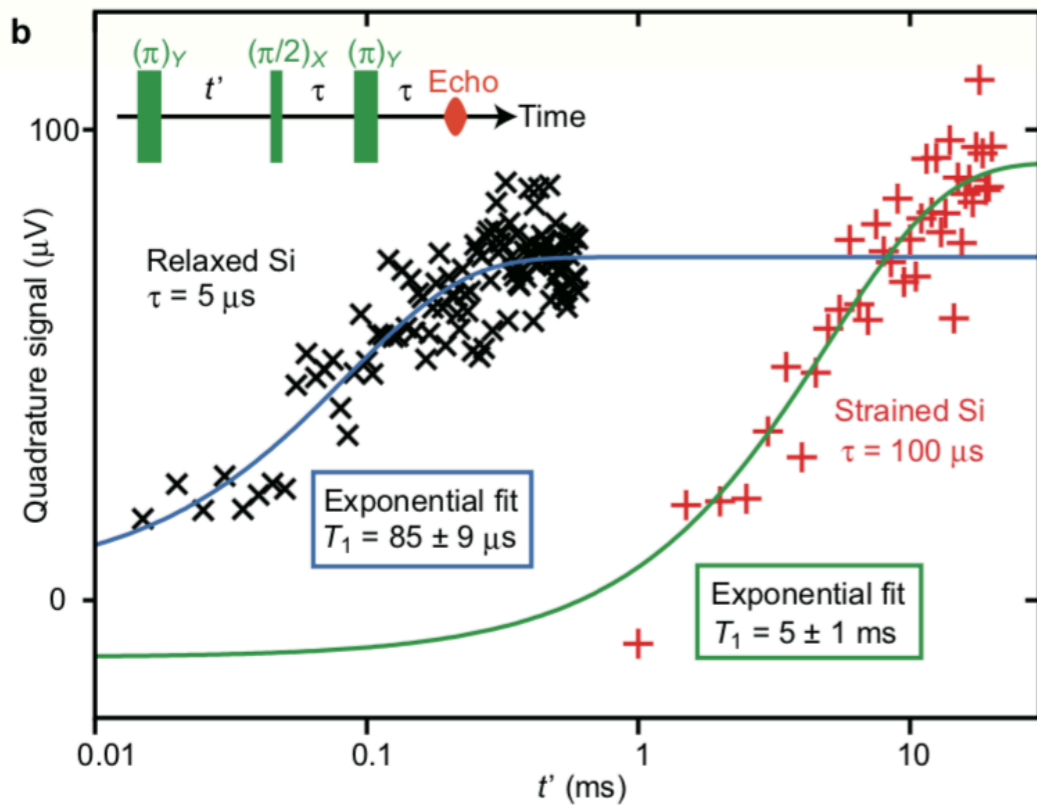 b
(π)Y (π/2)X (π)Y
t’ τ τ Echo
Time
100
Relaxed Si
τ = 5 μs
Quadrature signal (μV)
Strained Si
τ = 100 μs
Exponential fit
T1 = 85 ± 9 μs
Exponential fit
T1 = 5 ± 1 ms
0
0.01 0.1 1 10
t’ (ms)